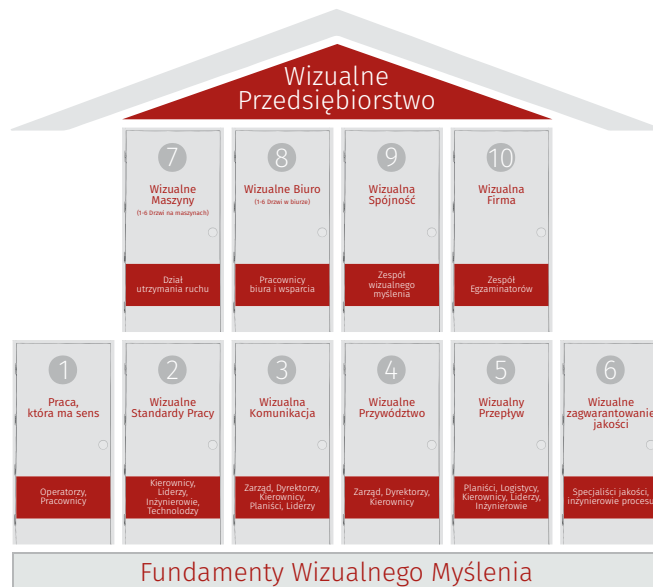 Wizualne
Przedsiębiorstwo
7
Wizualne
Maszyny
(1-6 Drzwi na maszynach)
Dział
utrzymania ruchu
8
Wizualne Biuro
(1-6 Drzwi w biurze)
Pracownicy
biura i wsparcia
9
Wizualna
Spójność
Zespół
wizualnego
myślenia
10
Wizualna
Firma
Zespół
Egzaminatorów
1
Praca,
która ma sens
Operatorzy,
Pracownicy
2
Wizualne
Standardy Pracy
Kierownicy,
Liderzy,
Inżynierowie,
Technolodzy
3
Wizualna
Komunikacja
Zarząd, Dyrektorzy,
Kierownicy,
Planiści, Liderzy
4
Wizualne
Przywództwo
Zarząd, Dyrektorzy,
Kierownicy
5
Wizualny
Przepływ
Planiści, Logistycy,
Kierownicy, Liderzy,
Inżynierowie
6
Wizualne
zagwarantowanie
jakości
Specjaliści jakości,
inżynierowie procesu
Fundamenty Wizualnego Myślenia